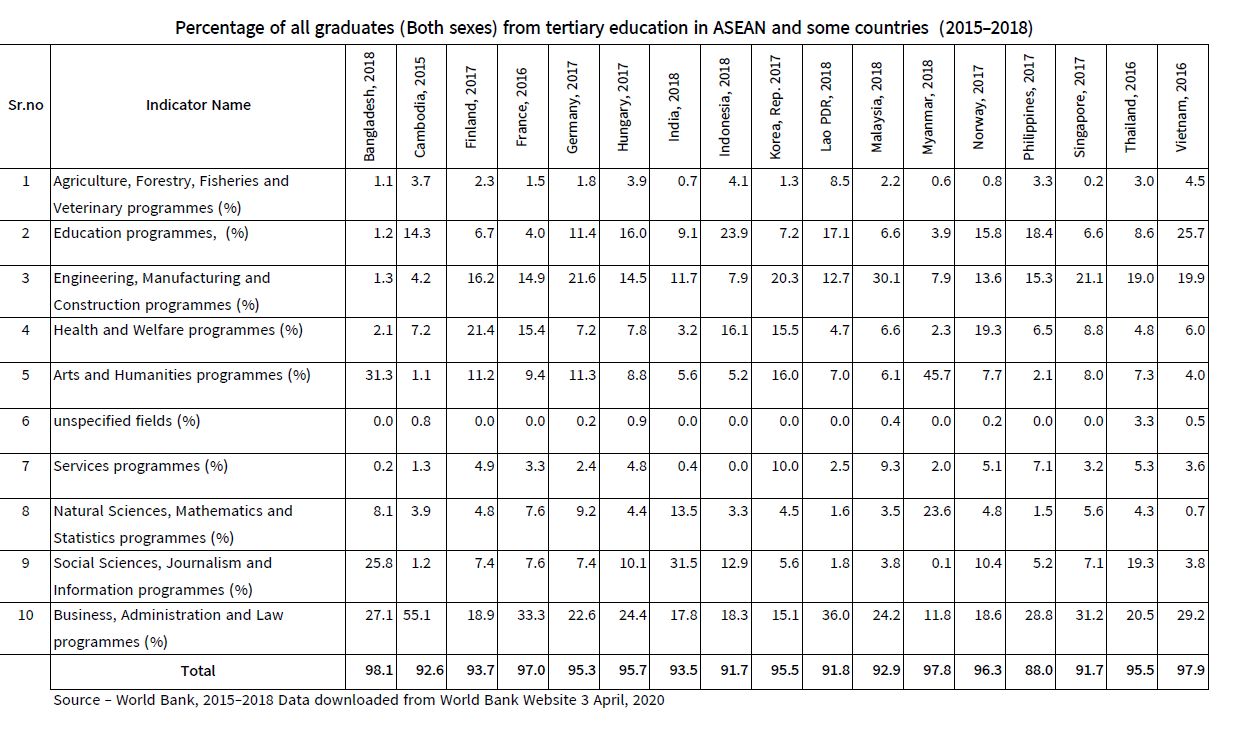 Percentage of all graduates (Both sexes) from tertiary education in ASEAN and some countries (2015–2018)
Sr.no Indicator Name Bangladesh, 2018 Cambodia, 2015 Finland, 2017 France, 2016 Germany, 2017 Hungary, 2017 India, 2018 Indonesia, 2018 Korea, Rep. 2017 Lao PDR, 2018 Malaysia, 2018 Myanmar, 2018 Norway, 2017 Philippines, 2017 Singapore, 2017 Thailand, 2016 Vietnam, 2016
1 Agriculture, Forestry, Fisheries and 1.1 3.7 2.3 1.5 1.8 3.9 0.7 4.1 1.3 8.5 2.2 0.6 0.8 3.3 0.2 3.0 4.5
Veterinary programmes (%)
2 Education programmes, (%) 1.2 14.3 6.7 4.0 11.4 16.0 9.1 23.9 7.2 17.1 6.6 3.9 15.8 18.4 6.6 8.6 25.7
3 Engineering, Manufacturing and 1.3 4.2 16.2 14.9 21.6 14.5 11.7 7.9 20.3 12.7 30.1 7.9 13.6 15.3 21.1 19.0 19.9
Construction programmes (%)
4 Health and Welfare programmes (%) 2.1 7.2 21.4 15.4 7.2 7.8 3.2 16.1 15.5 4.7 6.6 2.3 19.3 6.5 8.8 4.8 6.0
5 Arts and Humanities programmes (%) 31.3 1.1 11.2 9.4 11.3 8.8 5.6 5.2 16.0 7.0 6.1 45.7 7.7 2.1 8.0 7.3 4.0
6 unspecified fields (%) 0.0 0.8 0.0 0.0 0.2 0.9 0.0 0.0 0.0 0.0 0.4 0.0 0.2 0.0 0.0 3.3 0.5
7 Services programmes (%) 0.2 1.3 4.9 3.3 2.4 4.8 0.4 0.0 10.0 2.5 9.3 2.0 5.1 7.1 3.2 5.3 3.6
8 Natural Sciences, Mathematics and 8.1 3.9 4.8 7.6 9.2 4.4 13.5 3.3 4.5 1.6 3.5 23.6 4.8 1.5 5.6 4.3 0.7
Statistics programmes (%)
9 Social Sciences, Journalism and 25.8 1.2 7.4 7.6 7.4 10.1 31.5 12.9 5.6 1.8 3.8 0.1 10.4 5.2 7.1 19.3 3.8
Information programmes (%)
10 Business, Administration and Law 27.1 55.1 18.9 33.3 22.6 24.4 17.8 18.3 15.1 36.0 24.2 11.8 18.6 28.8 31.2 20.5 29.2
programmes (%)
Total 98.1 92.6 93.7 97.0 95.3 95.7 93.5 91.7 95.5 91.8 92.9 97.8 96.3 88.0 91.7 95.5 97.9
Source – World Bank, 2015–2018 Data downloaded from World Bank Website 3 April, 2020